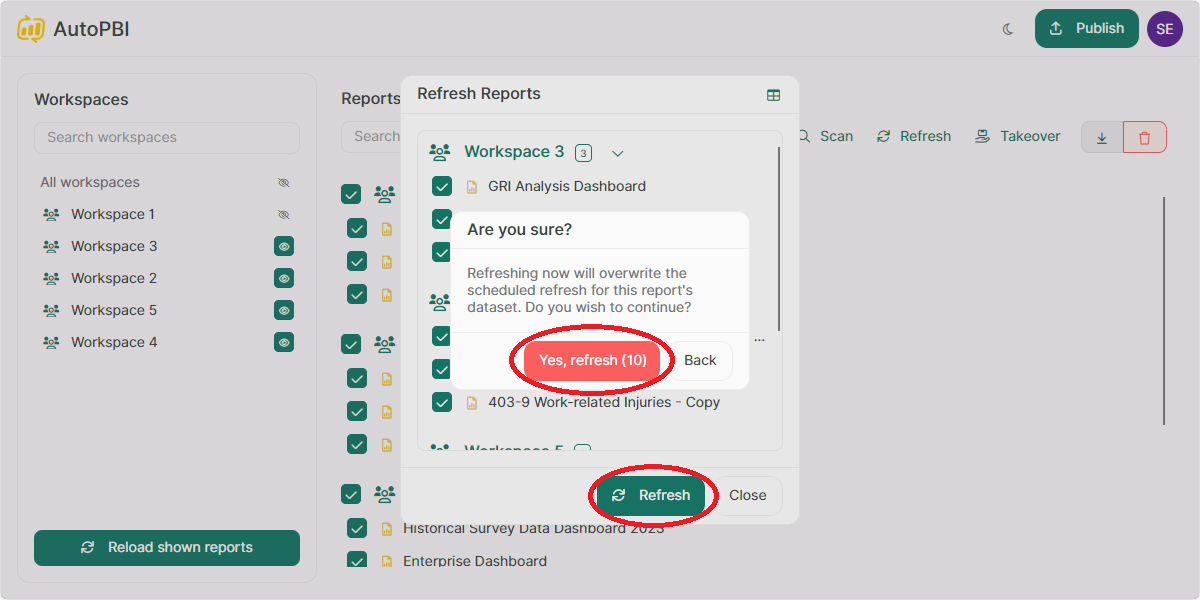 AutoPBI
Publish
SE
Workspaces
Search workspaces
All workspaces
Workspace 1
Workspace 3
Workspace 2
Workspace 5
Workspace 4
Reload shown reports
Reports
Search
Scan
Refresh
Takeover
Refresh Reports
Workspace 3 3
GRI Analysis Dashboard
Are you sure?
Refreshing now will overwrite the
scheduled refresh for this report's
dataset. Do you wish to continue?
Yes, refresh (10)
Back
...
403-9 Work-related Injuries - Copy
Workspace 5
Refresh
Close
Historical Survey Data Dashboard 2023
Enterprise Dashboard